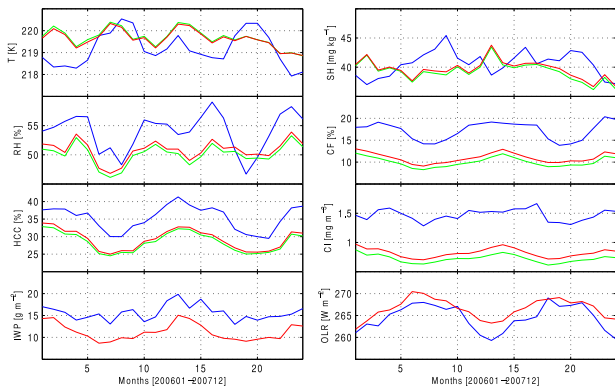 T [K]
221
220
219
218
SH [mg kg⁻¹]
45
40
35
RH [%]
55
50
CF [%]
20
15
10
HCC [%]
40
35
30
25
CI [mg m⁻²]
1.5
1
IWP [g m⁻²]
20
15
10
5 10 15 20
Months [200601−200712]
OLR [W m⁻²]
270
265
260
5 10 15 20
Months [200601−200712]